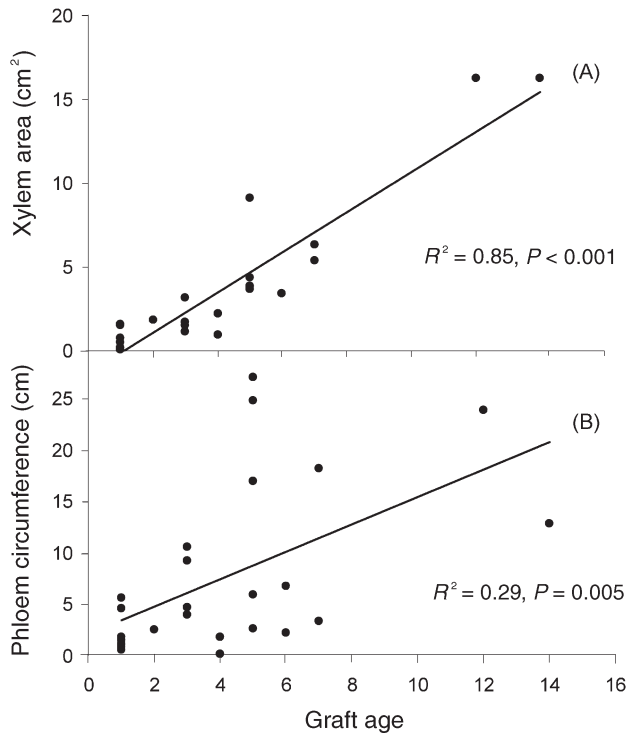 20
15
10
5
0
Xylem area (cm²)
(A)
R² = 0.85, P < 0.001
25
20
15
10
5
0
Phloem circumference (cm)
(B)
R² = 0.29, P = 0.005
0 2 4 6 8 10 12 14 16
Graft age